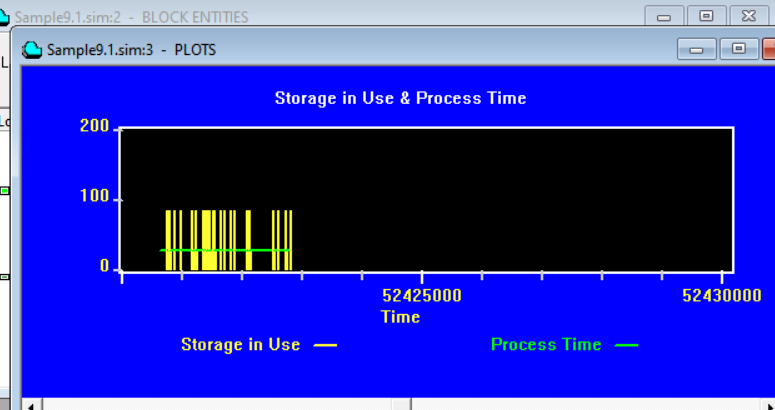 Sample9.1.sim:2 - BLOCK ENTITIES
Sample9.1.sim:3 - PLOTS
Storage in Use & Process Time
200
100
0
52425000
52430000
Time
Storage in Use
Process Time